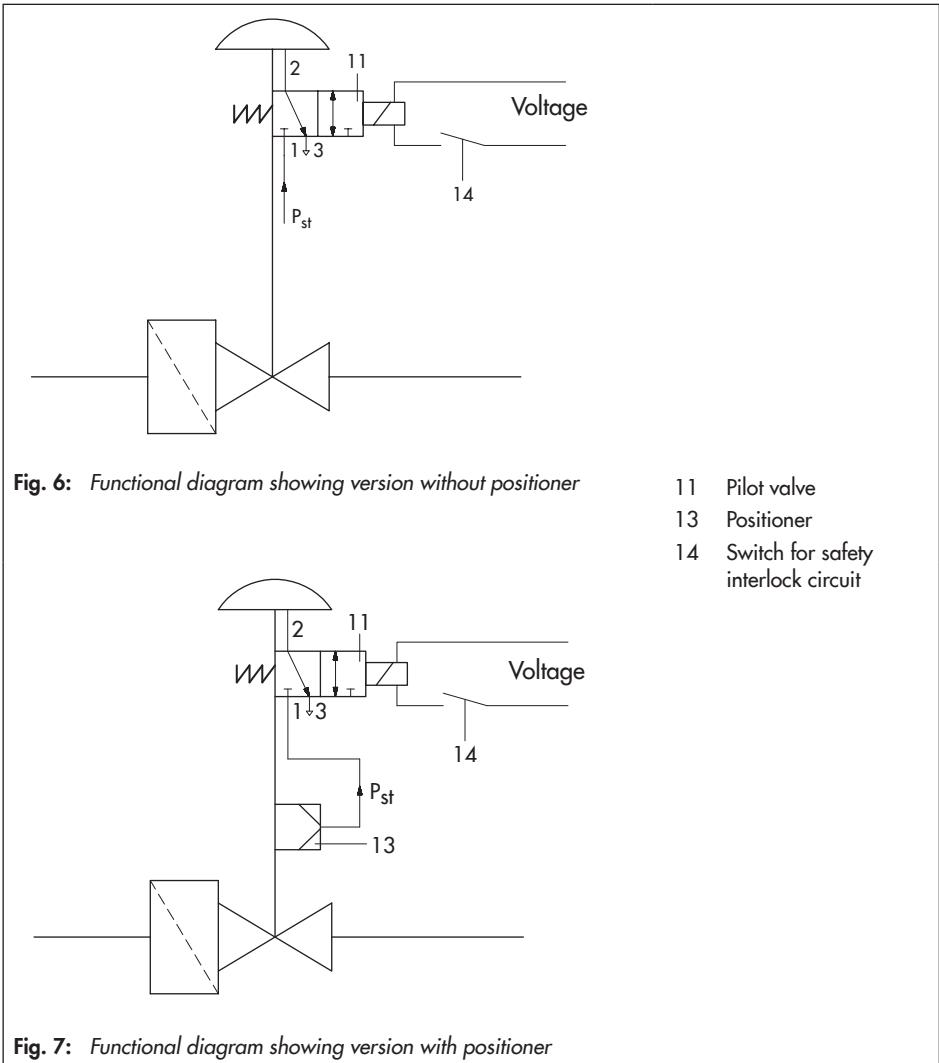 2
11
Voltage
1 3
14
Pst
Fig. 6: Functional diagram showing version without positioner
11 Pilot valve
13 Positioner
14 Switch for safety
interlock circuit
2
11
Voltage
1 3
14
Pst
13
Fig. 7: Functional diagram showing version with positioner